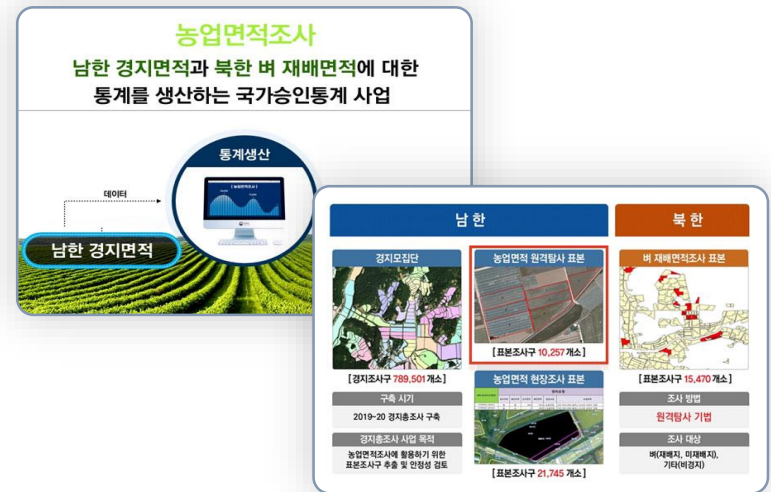 농업면적조사
남한 경지면적과 북한 벼 재배면적에 대한
통계를 생산하는 국가승인통계 사업
통계생산
데이터
남한 경지면적
남 한
북 한
경지모집단
농업면적 원격탐사 표본
벼 재배면적조사 표본
[표본조사구 10,257개소]
[경지조사구 789,501개소]
농업면적 현장조사 표본
[표본조사구 15,470개소]
구축 시기
조사 방법
2019-20 경지총조사 구축
원격탐사 기법
경지총조사 사업 목적
조사 대상
농업면적조사에 활용하기 위한
표본조사구 추출 및 안정성 검토
벼(재배지, 미재배지),
기타(비경지)
[표본조사구 21,745 개소]